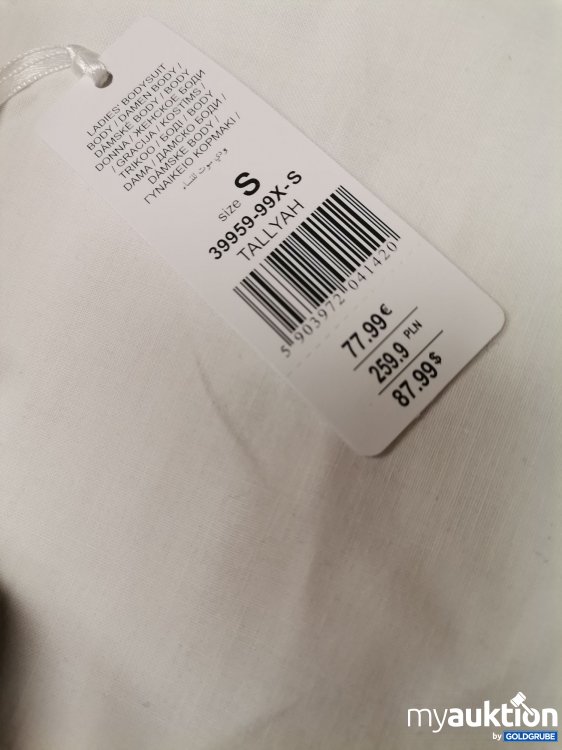 LADIES' BODYSUIT
BODY / DAMEN BODY /
DÁMSKE BODY / BODY
DONNA / ЖЕНСКОЕ БОДИ
/ GRACIJA / KOSTIMS /
TRIKOO / БОДІ / BODY
DAMA / ДАМСКО БОДИ /
DAMSKE BODY /
ΓΥΝΑΙΚΕΙΟ ΚΟΡΜΑΚΙ /
size S
39959-99X-S
TALLYAH
5 903972 041420
77.99€
259.9 PLN
87.99$
myauktion
by GOLDGRUBE